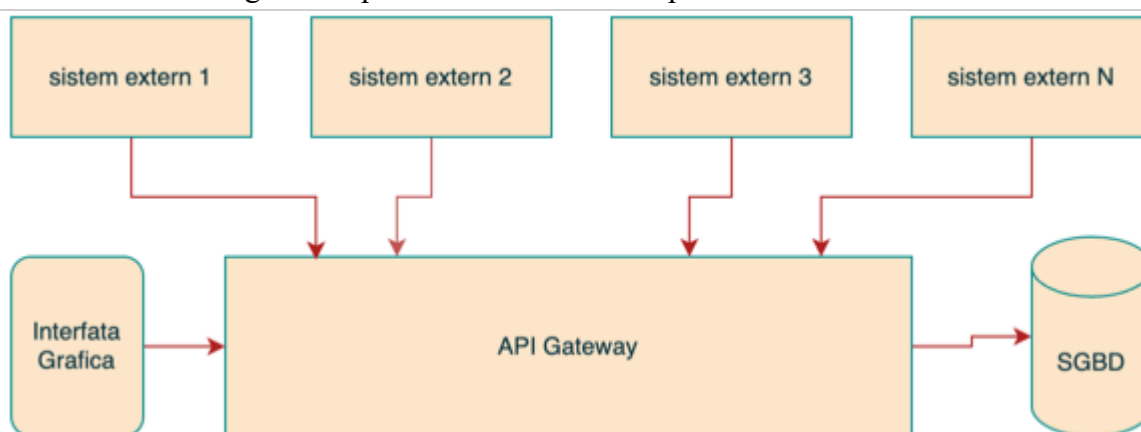 sistem extern 1
sistem extern 2
sistem extern 3
sistem extern N
Interfata
Grafica
API Gateway
SGBD